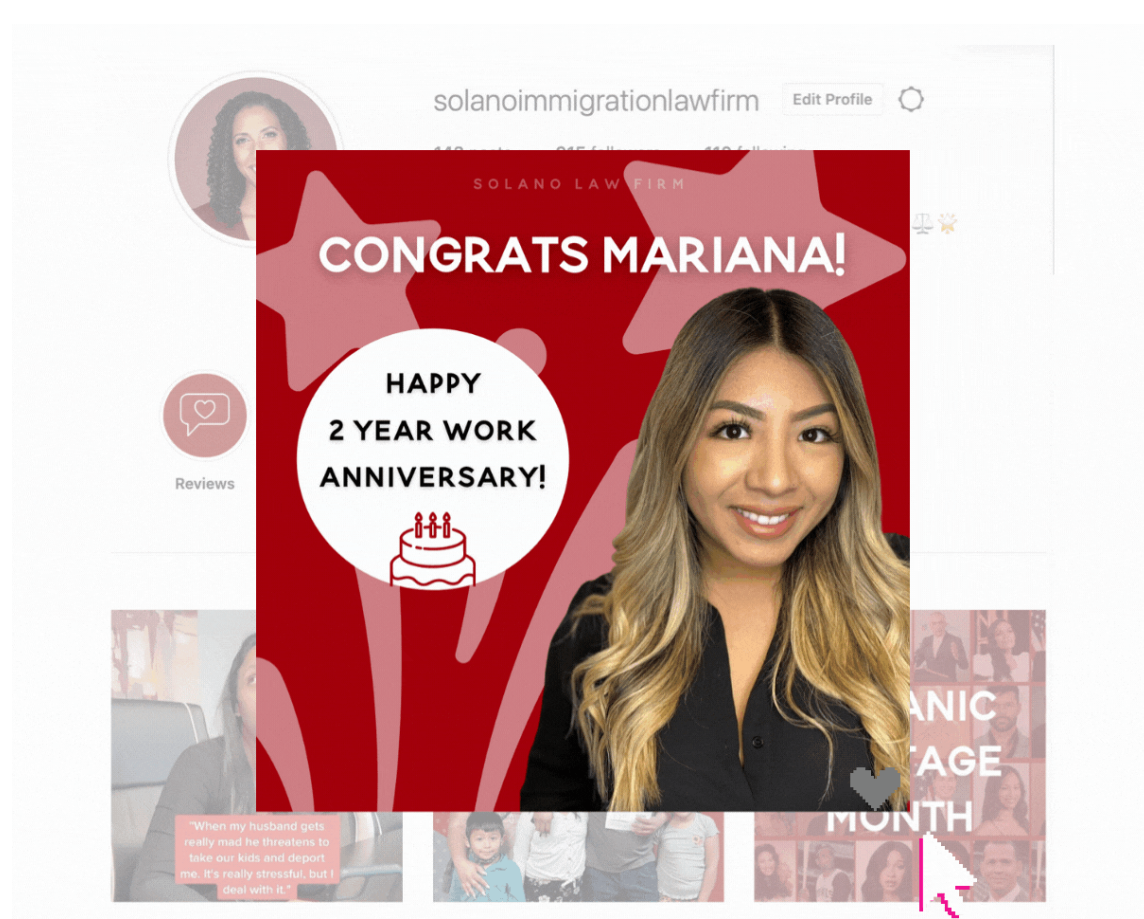 solanoimmigrationlawfirm
Edit Profile
SOLANO LAW FIRM
CONGRATS MARIANA!
HAPPY
2 YEAR WORK
ANNIVERSARY!
Reviews
"When my husband gets
really mad he threatens to
take our kids and deport
me. It's really stressful, but I
deal with it."
ANIC
TAGE
MONTH